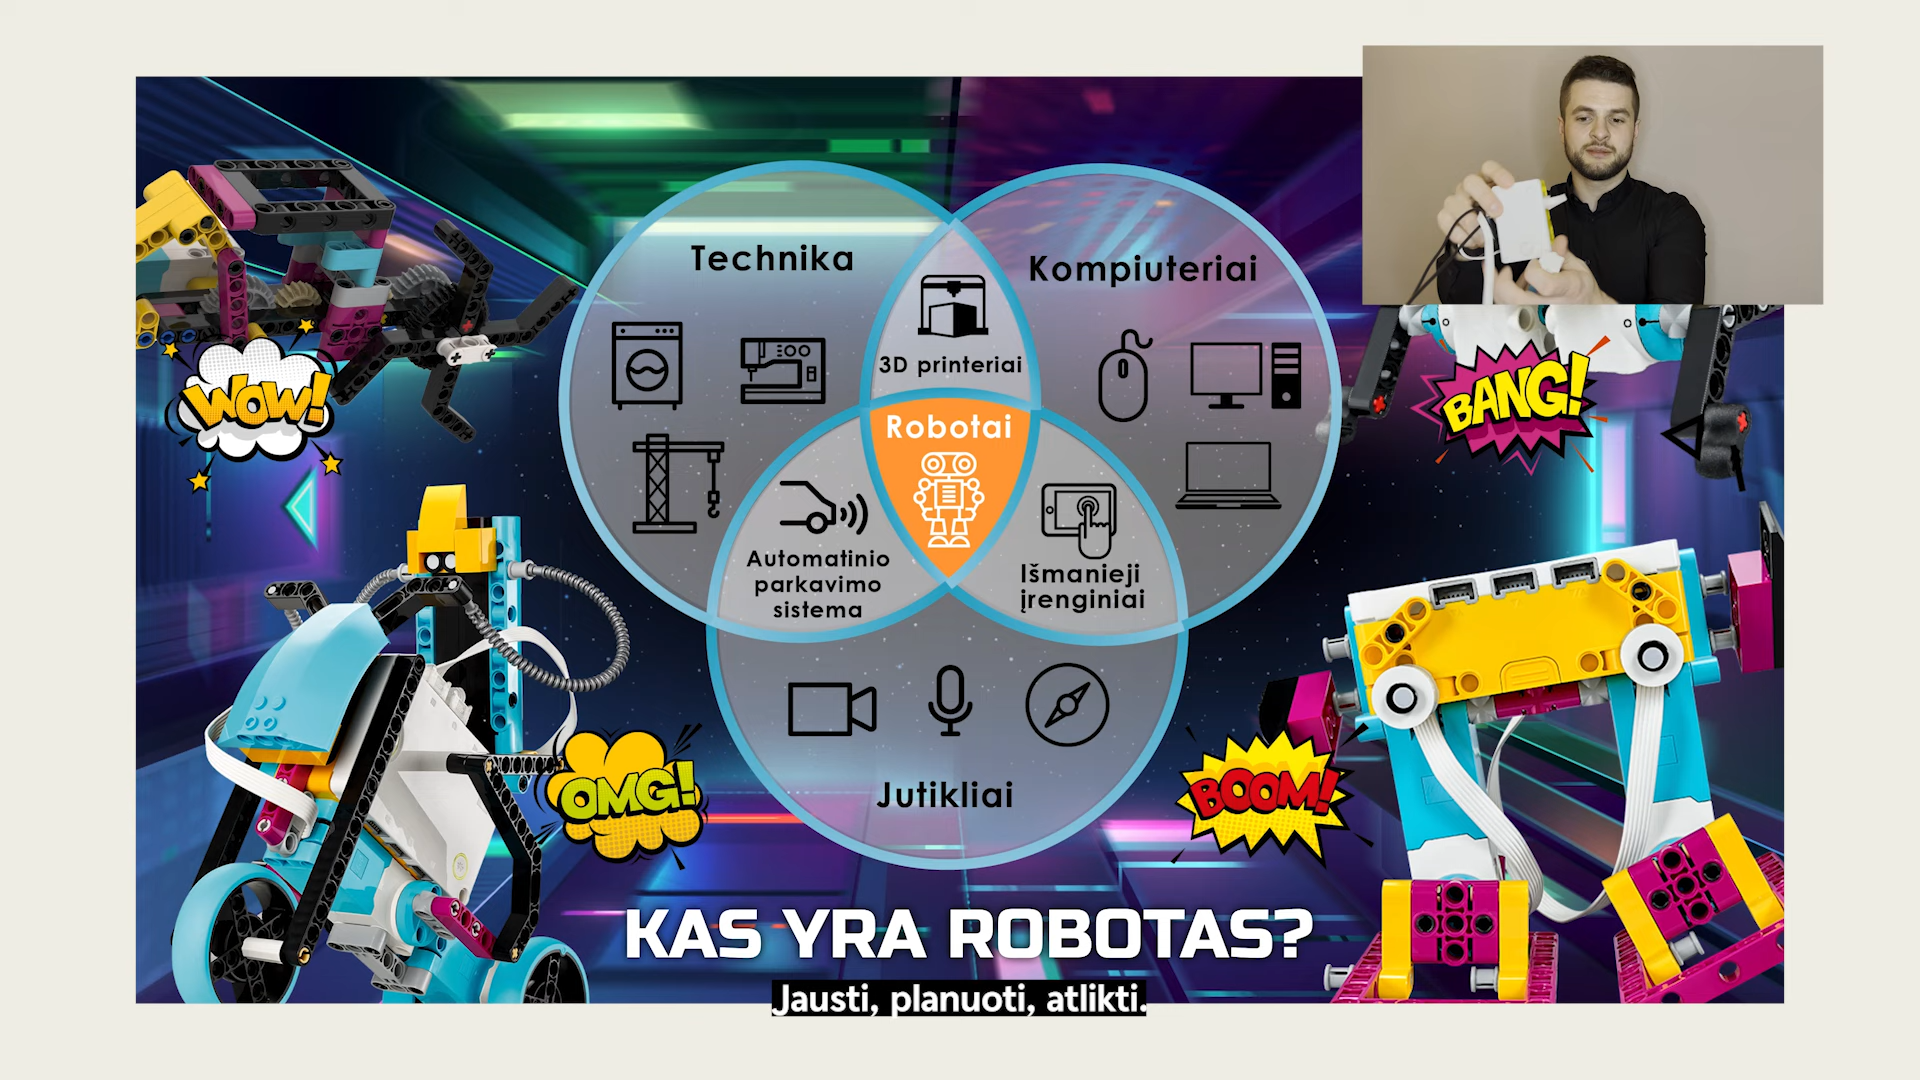 Technika
Kompiuteriai
3D printeriai
WOW!
BANG!
Robotai
Automatinio
parkavimo
sistema
Išmanieji
įrenginiai
OMG!
BOOM!
Jutikliai
KAS YRA ROBOTAS?
Jausti, planuoti, atlikti.